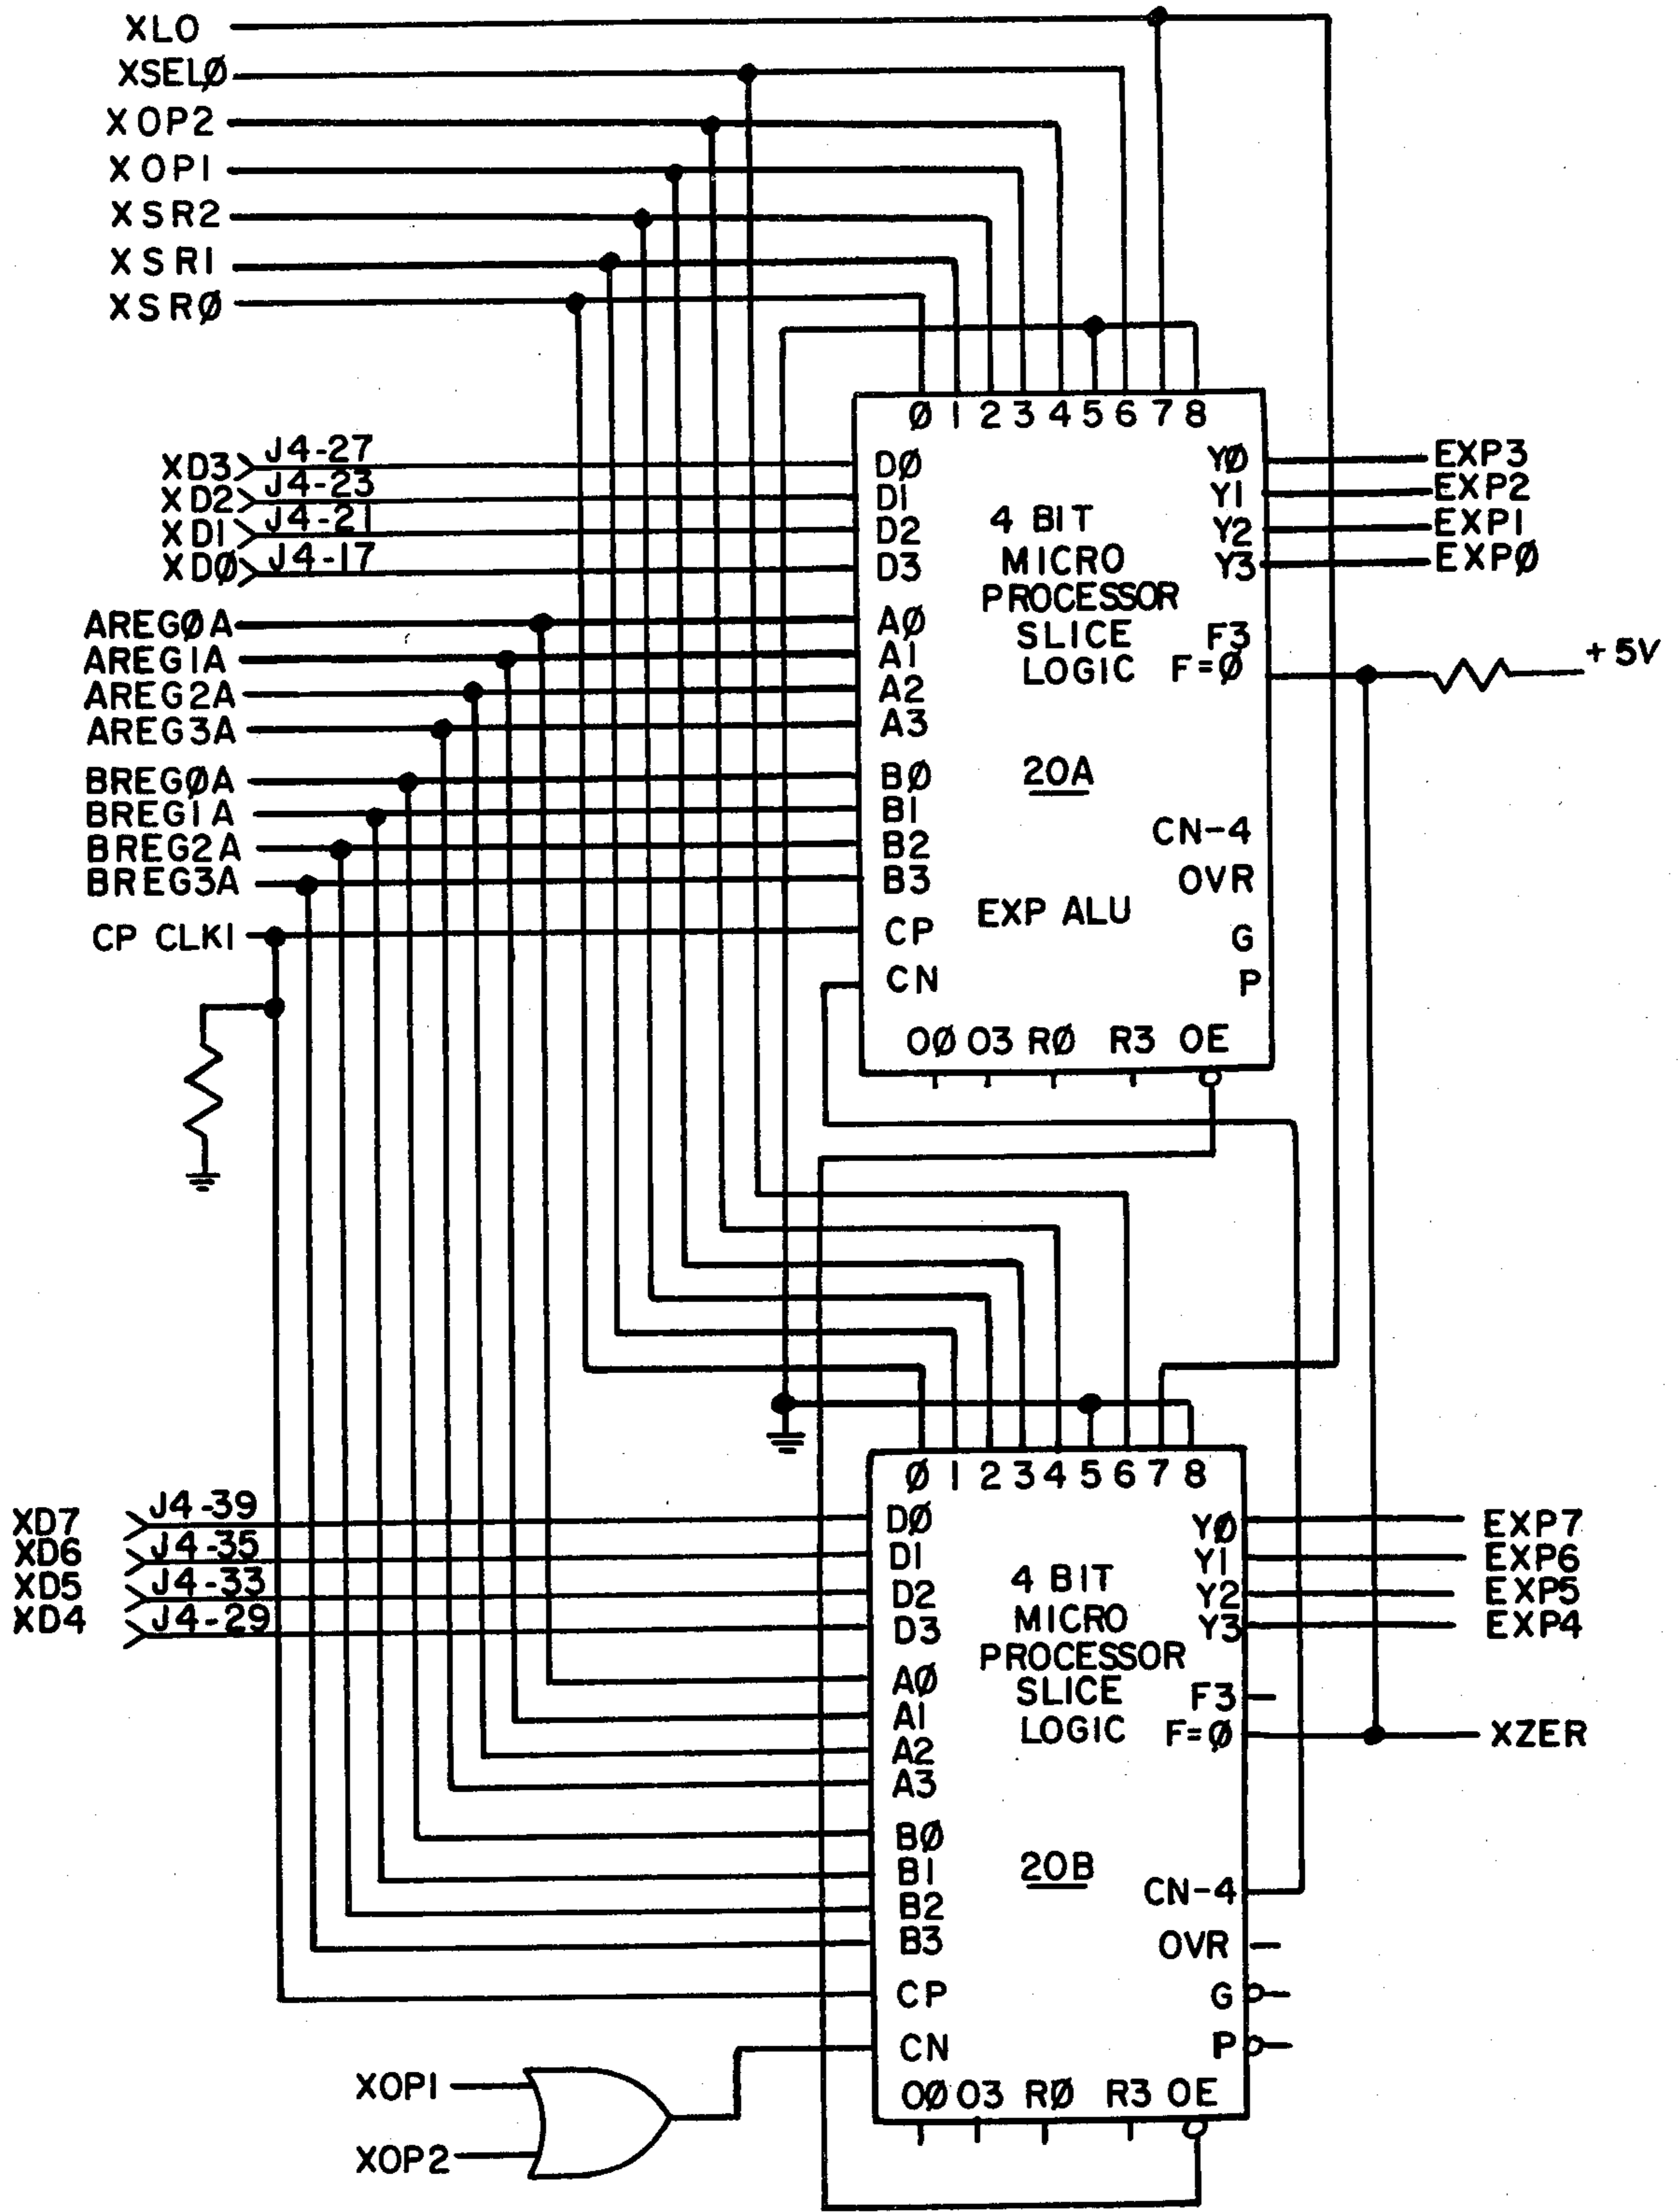 XLO
XSELØ
XOP2
XOP1
XSR2
XSR1
XSRØ
Ø 1 2 3 4 5 6 7 8
XD3 J4-27
XD2 J4-23
XD1 J4-21
XDØ J4-17
AREGØA
AREG1A
AREG2A
AREG3A
BREGØA
BREG1A
BREG2A
BREG3A
CP CLK1
DØ
D1
D2
D3
AØ
A1
A2
A3
BØ
B1
B2
B3
CP
CN
4 BIT
MICRO
PROCESSOR
SLICE
LOGIC
20A
EXP ALU
YØ
Y1
Y2
Y3
F3
F=Ø
CN-4
OVR
G
P
OØ O3 RØ R3 OE
EXP3
EXP2
EXP1
EXPØ
+5V
Ø 1 2 3 4 5 6 7 8
XD7 J4-39
XD6 J4-35
XD5 J4-33
XD4 J4-29
DØ
D1
D2
D3
AØ
A1
A2
A3
BØ
B1
B2
B3
CP
CN
4 BIT
MICRO
PROCESSOR
SLICE
LOGIC
20B
YØ
Y1
Y2
Y3
F3
F=Ø
CN-4
OVR
G
P
OØ O3 RØ R3 OE
EXP7
EXP6
EXP5
EXP4
XZER
XOP1
XOP2